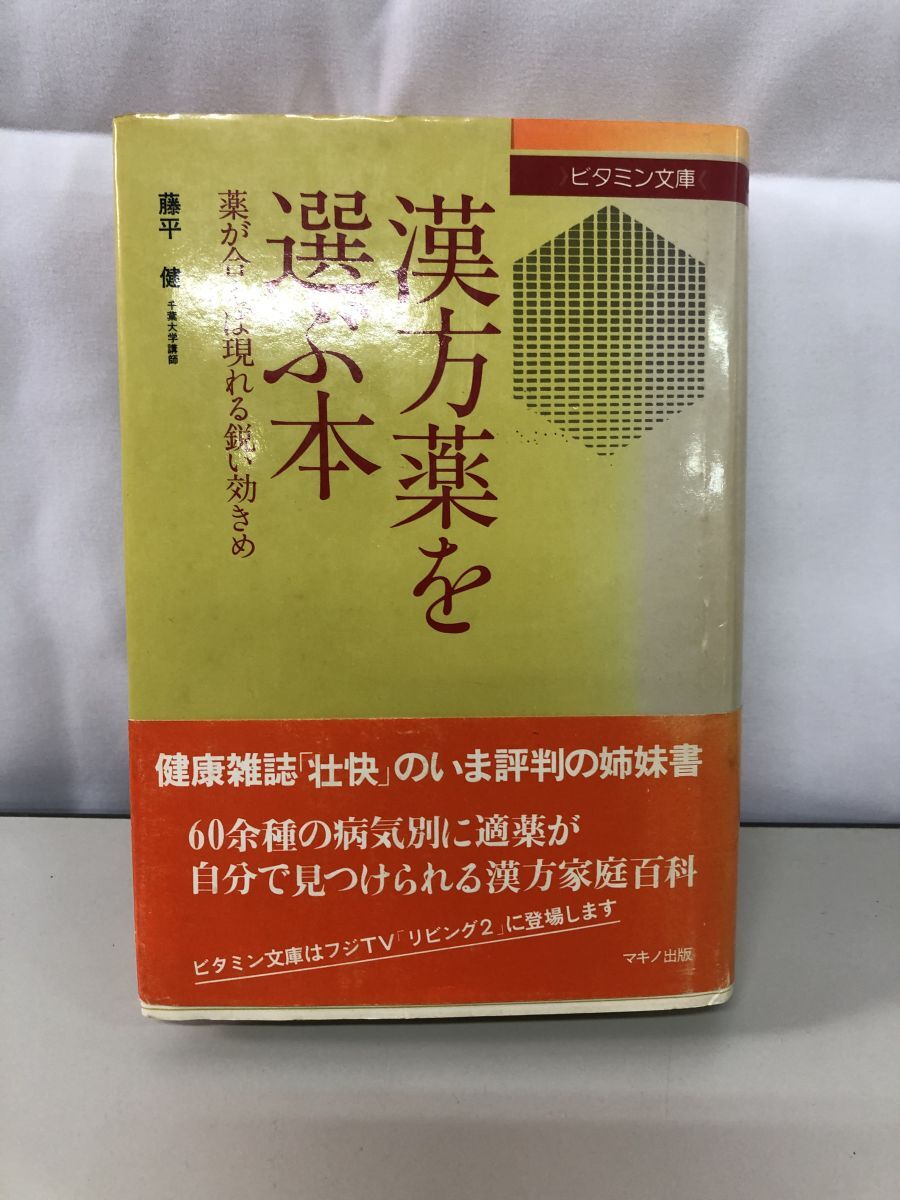 ビタミン文庫
漢方薬を
選ぶ本
薬が合 ば現れる鋭い効きめ
藤平 健 千葉大学講師
健康雑誌「壮快」のいま評判の姉妹書
60余種の病気別に適薬が
自分で見つけられる漢方家庭百科
ビタミン文庫はフジTV「リビング2」に登場します
マキノ出版